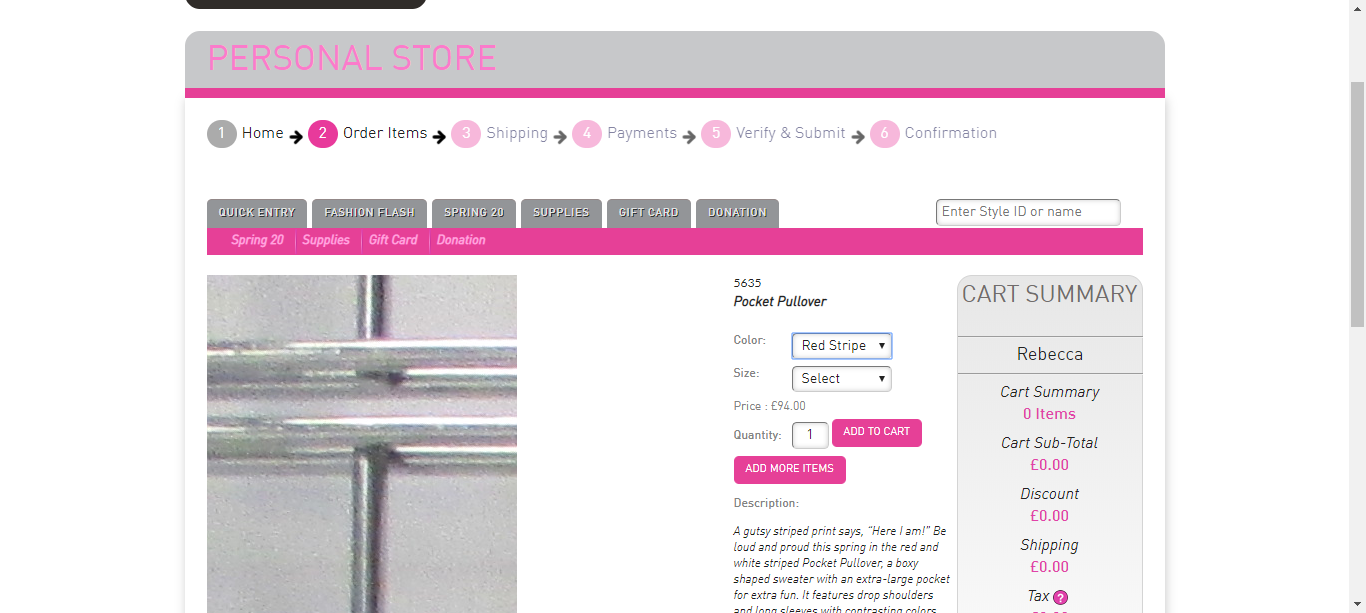 PERSONAL STORE
1 Home 2 Order Items 3 Shipping 4 Payments 5 Verify & Submit 6 Confirmation
QUICK ENTRY FASHION FLASH SPRING 20 SUPPLIES GIFT CARD DONATION Enter Style ID or name
Spring 20 Supplies Gift Card Donation
5635
Pocket Pullover
Color: Red Stripe
Size: Select
Price : £94.00
Quantity: 1 ADD TO CART
ADD MORE ITEMS
Description:
A gutsy striped print says, "Here I am!" Be
loud and proud this spring in the red and
white striped Pocket Pullover, a boxy
shaped sweater with an extra-large pocket
for extra fun. It features drop shoulders
and long sleeves with contrasting colors
CART SUMMARY
Rebecca
Cart Summary
0 Items
Cart Sub-Total
£0.00
Discount
£0.00
Shipping
£0.00
Tax ?